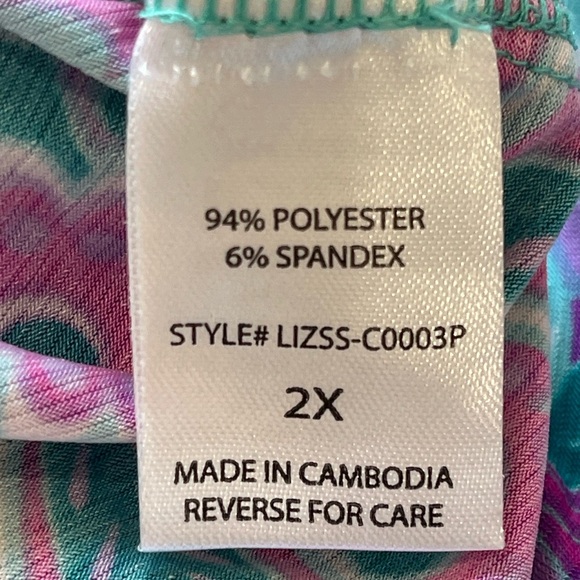 94% POLYESTER
6% SPANDEX
STYLE# LIZSS-C0003P
2X
MADE IN CAMBODIA
REVERSE FOR CARE